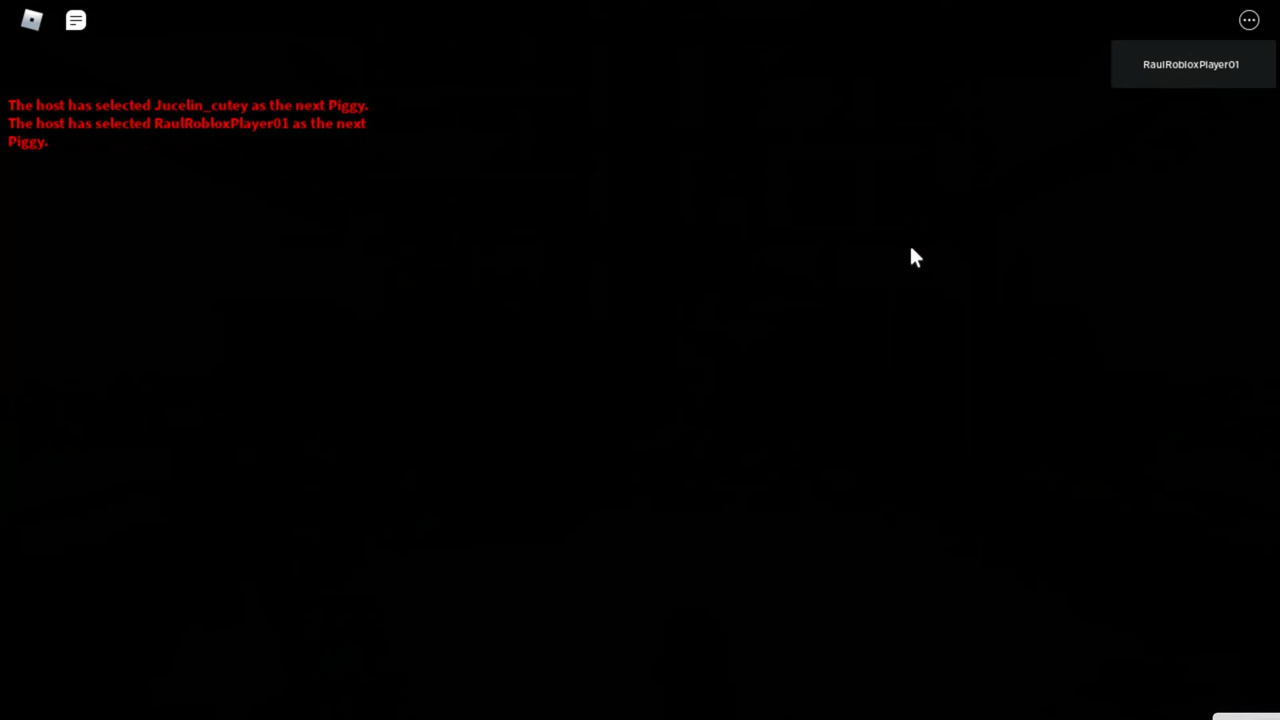 RaulRobloxPlayer01
The host has selected Jucelin_cutey as the next Piggy.
The host has selected RaulRobloxPlayer01 as the next
Piggy.